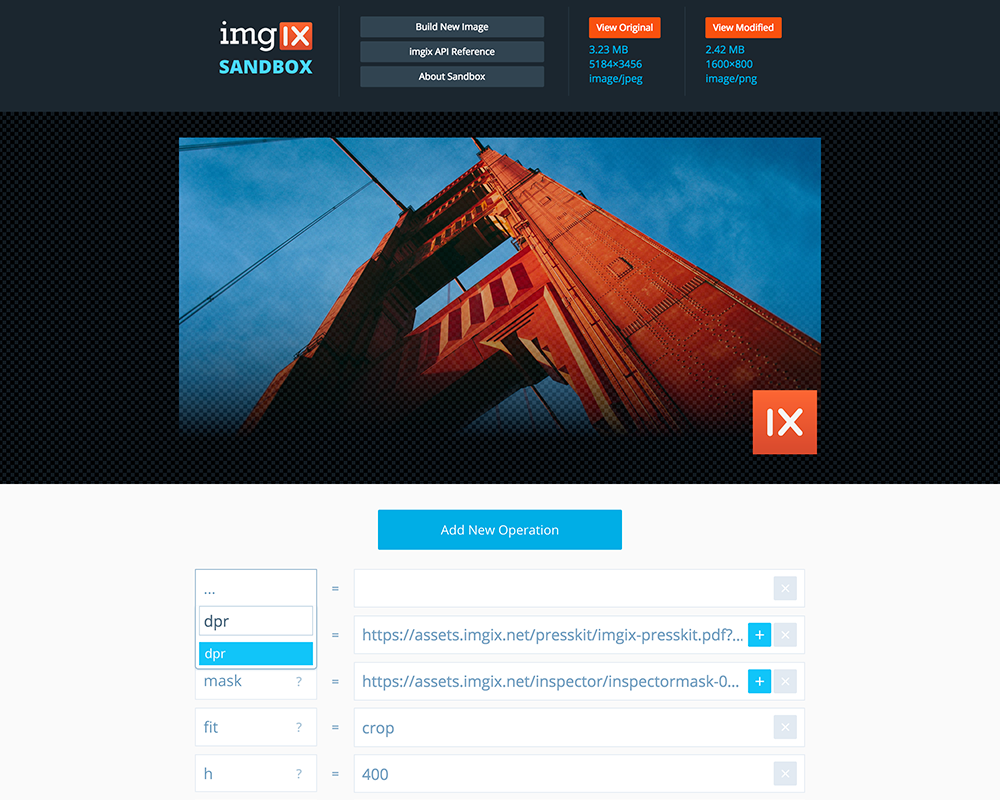 imgIX
SANDBOX
Build New Image
imgix API Reference
About Sandbox
View Original
3.23 MB
5184×3456
image/jpeg
View Modified
2.42 MB
1600×800
image/png
IX
Add New Operation
... =
dpr = https://assets.imgix.net/presskit/imgix-presskit.pdf?... + ×
dpr
mask ? = https://assets.imgix.net/inspector/inspectormask-0... + ×
fit ? = crop ×
h ? = 400 ×